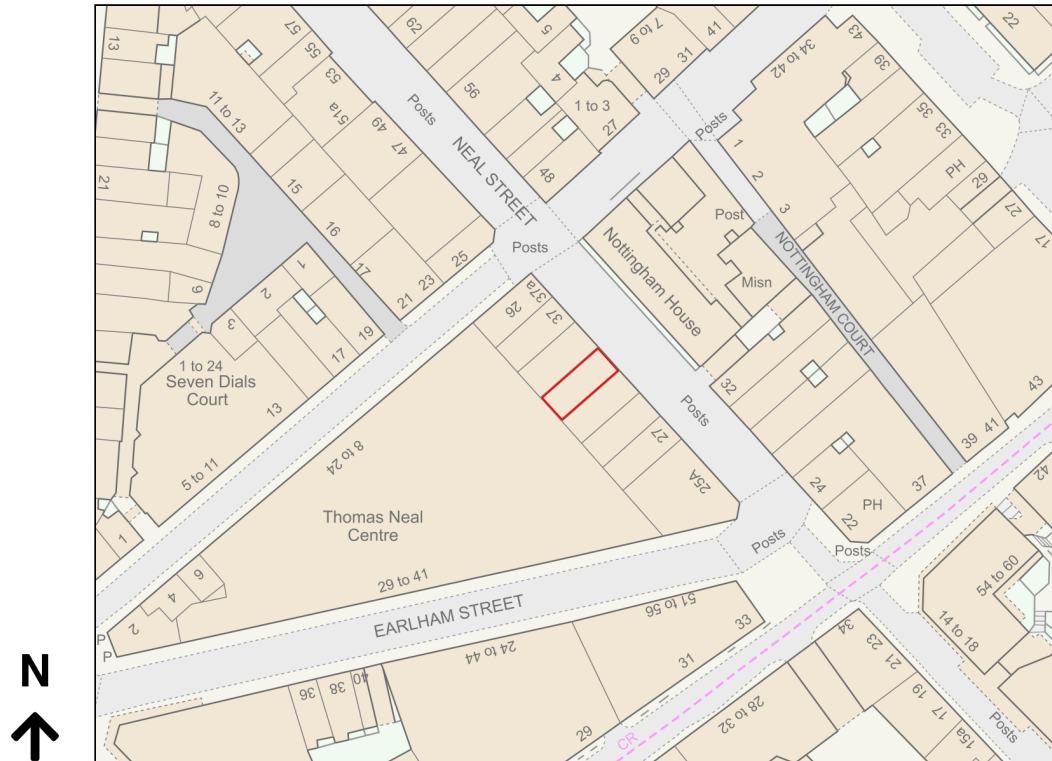 57
55
53
51a
49
47
13
11 to 13
15
16
17
21
8 to 10
9
1
2
3
17
19
21
23
25
1 to 24
Seven Dials
Court
13
5 to 11
1
59
56
Posts
NEAL STREET
48
5
4
1 to 3
27
7 to 9
29
31
41
Posts
34 to 42
43
39
35
33
PH
29
27
17
22
1
2
3
Post
Misn
Nottingham House
NOTTINGHAM COURT
Posts
26
37a
37
27
25A
Posts
32
24
22
PH
37
39
41
43
8 to 24
Thomas Neal
Centre
29 to 41
2
4
6
P
P
EARLHAM STREET
Posts
Posts
42
54 to 60
14 to 18
51 to 56
33
31
29
24 to 44
36
38
40
CR
28 to 32
34
23
21
19
17
15a
Posts
N